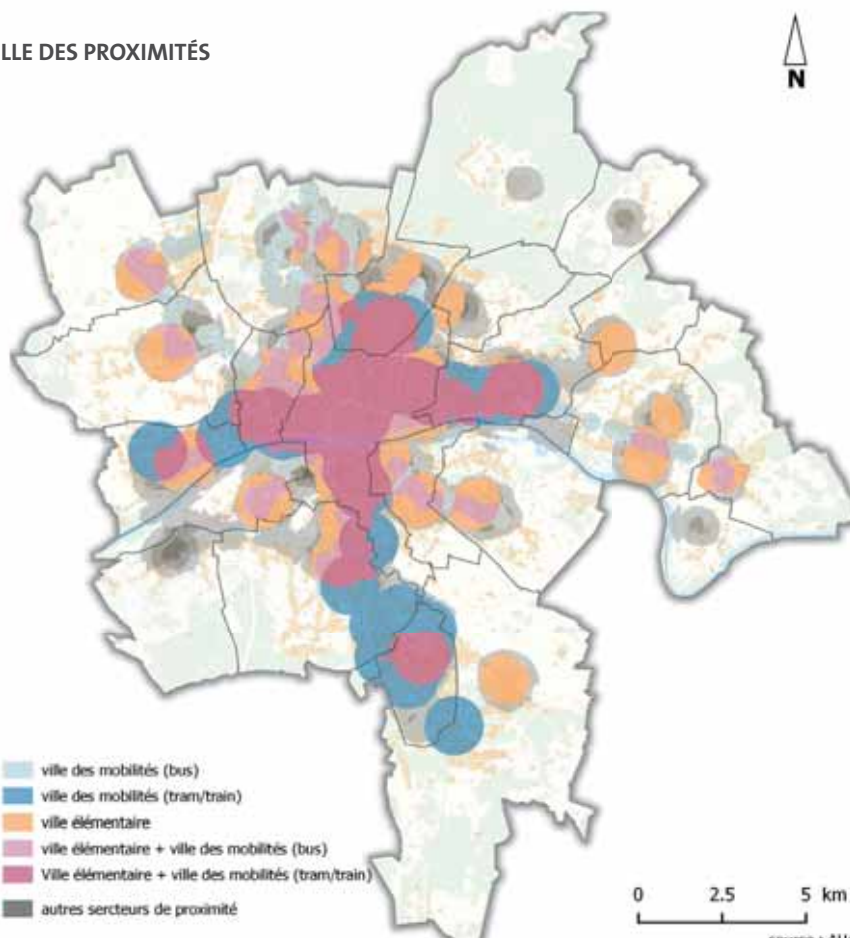 LLE DES PROXIMITÉS
N
ville des mobilités (bus)
ville des mobilités (tram/train)
ville élémentaire
ville élémentaire + ville des mobilités (bus)
Ville élémentaire + ville des mobilités (tram/train)
autres sercteurs de proximité
0 2.5 5 km